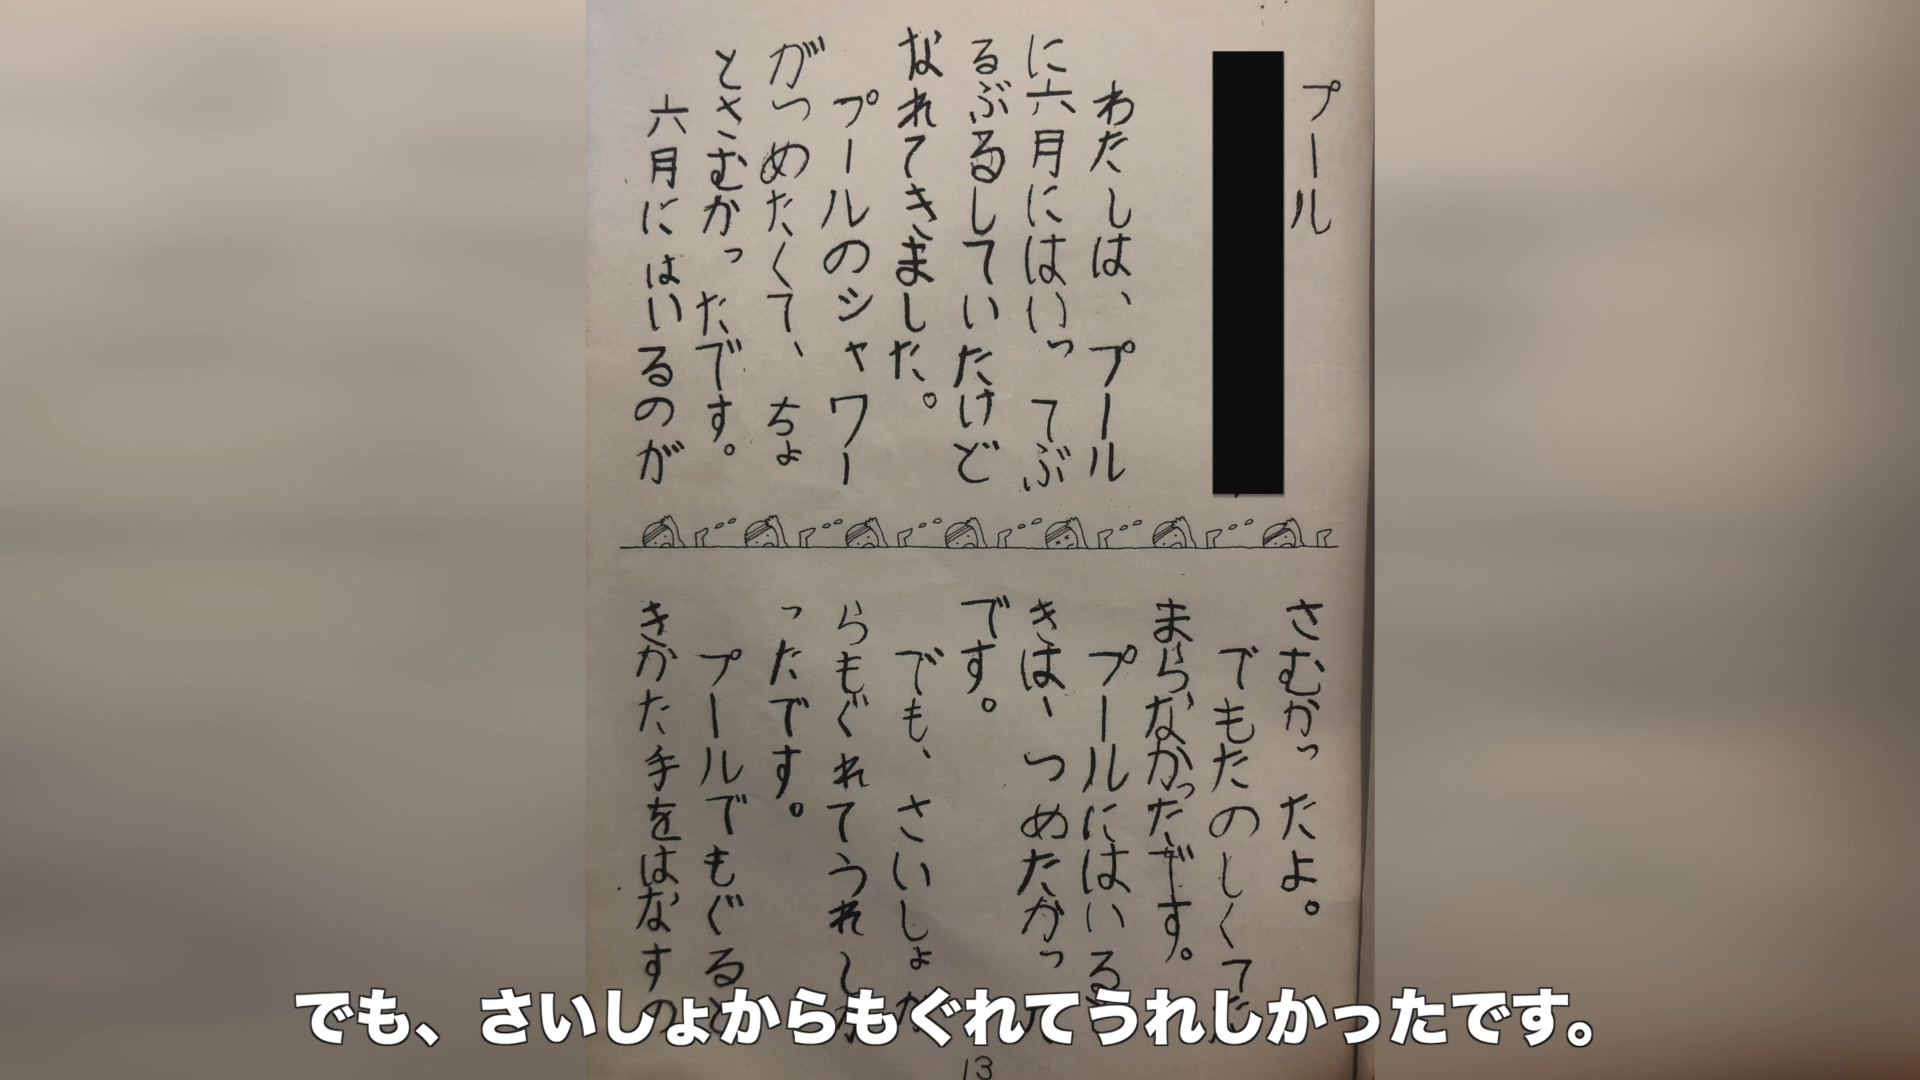 プール
わたしは、プール
に六月にはいってぶ
るぶるしていたけど
なれてきました。
プールのシャワー
がつめたくて、ちょ
とさむかったです。
六月にはいるのが
さむかったよ。
でもたのしくてた
まらなかったです。
プールにはいると
きは、つめたかった
です。
でも、さいしょか
らもぐれてうれしか
ったです。
プールでもぐると
きかた手をはなすの
13
でも、さいしょからもぐれてうれしかったです。